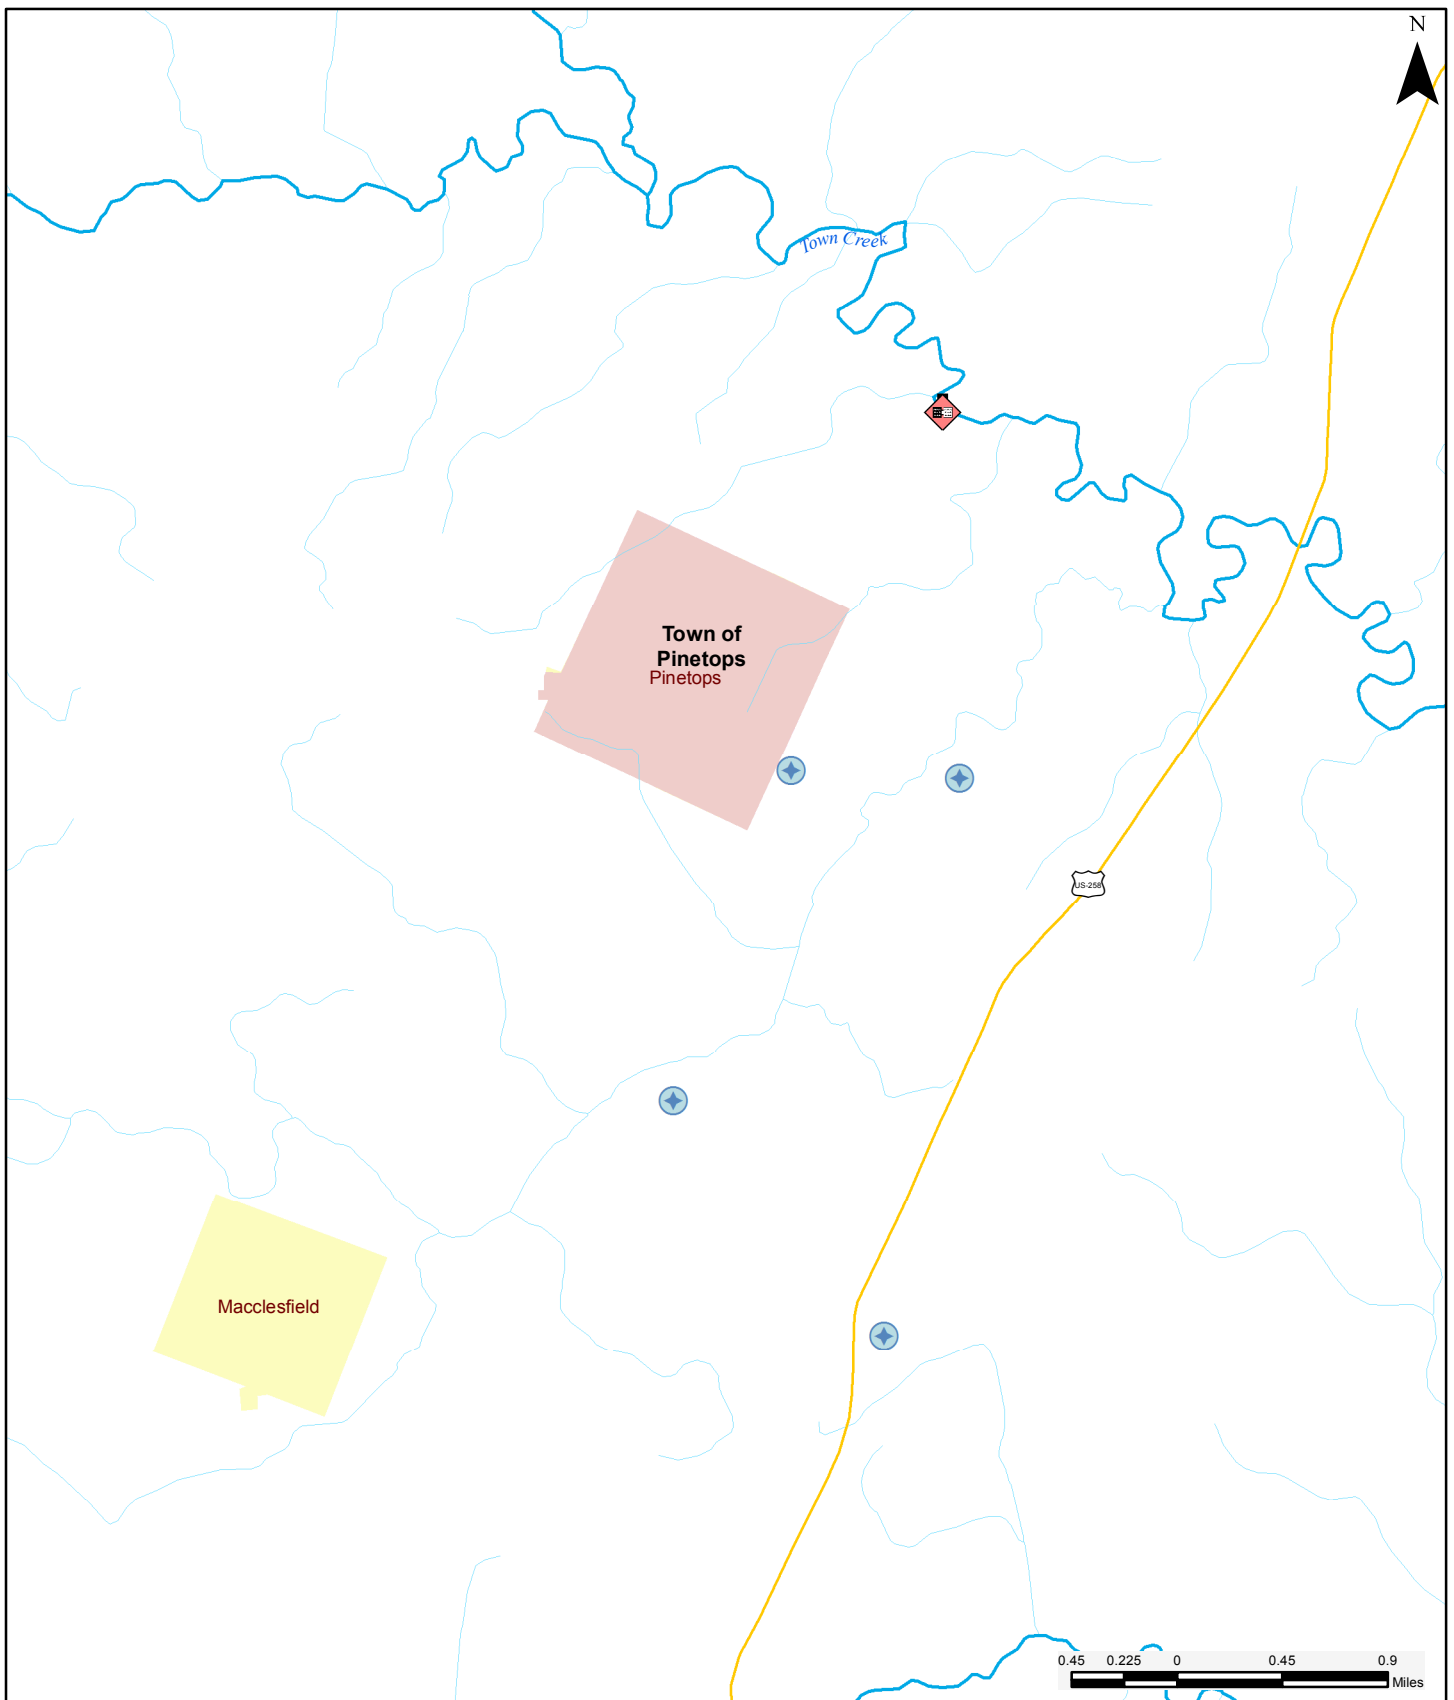 N
Town Creek
Town of
Pinetops
Pinetops
US-258
Macclesfield
0.45 0.225 0 0.45 0.9
Miles